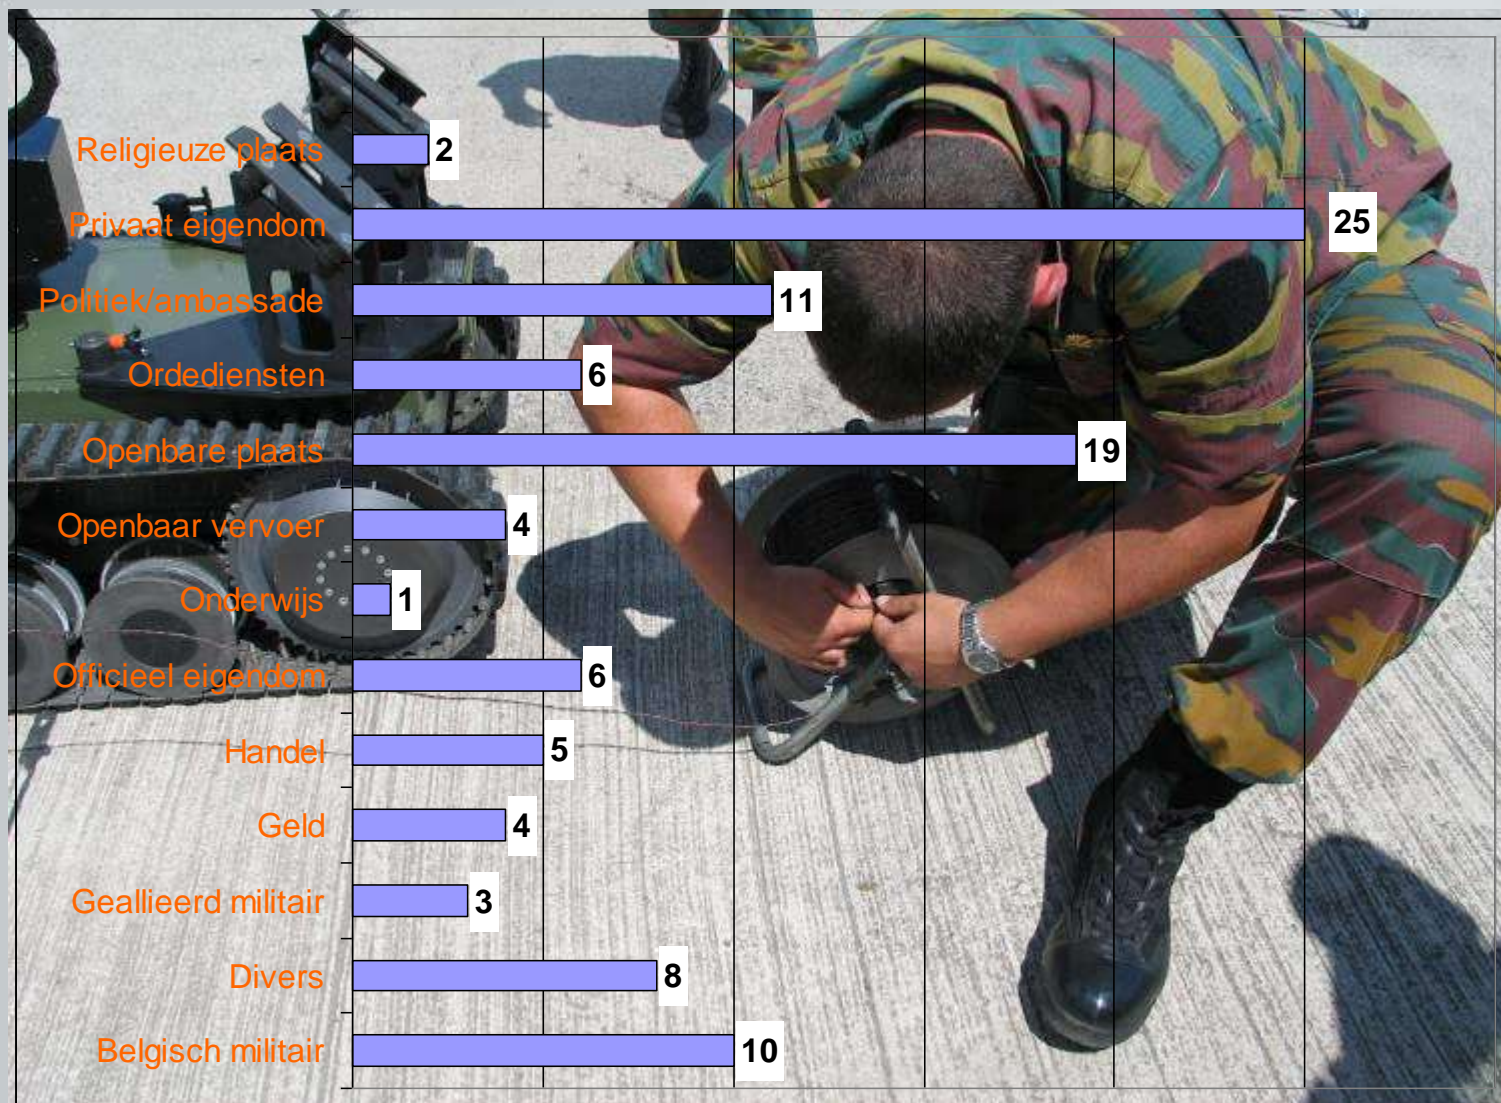 Religieuze plaats 2
Privaat eigendom 25
Politiek/ambassade 11
Ordediensten 6
Openbare plaats 19
Openbaar vervoer 4
Onderwijs 1
Officieel eigendom 6
Handel 5
Geld 4
Geallieerd militair 3
Divers 8
Belgisch militair 10